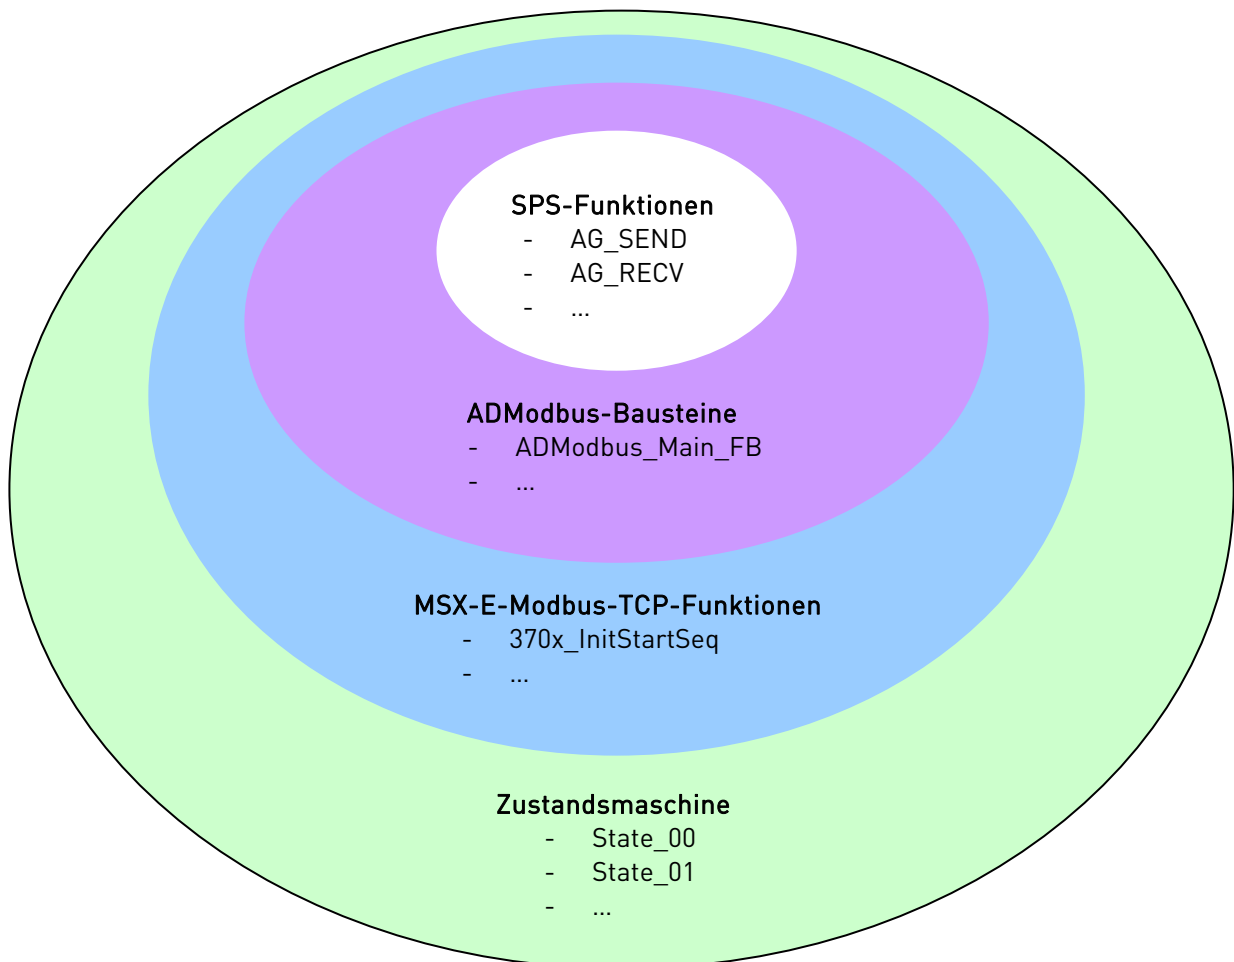 SPS-Funktionen
- AG_SEND
- AG_RECV
- ...
ADModbus-Bausteine
- ADModbus_Main_FB
- ...
MSX-E-Modbus-TCP-Funktionen
- 370x_InitStartSeq
- ...
Zustandsmaschine
- State_00
- State_01
- ...